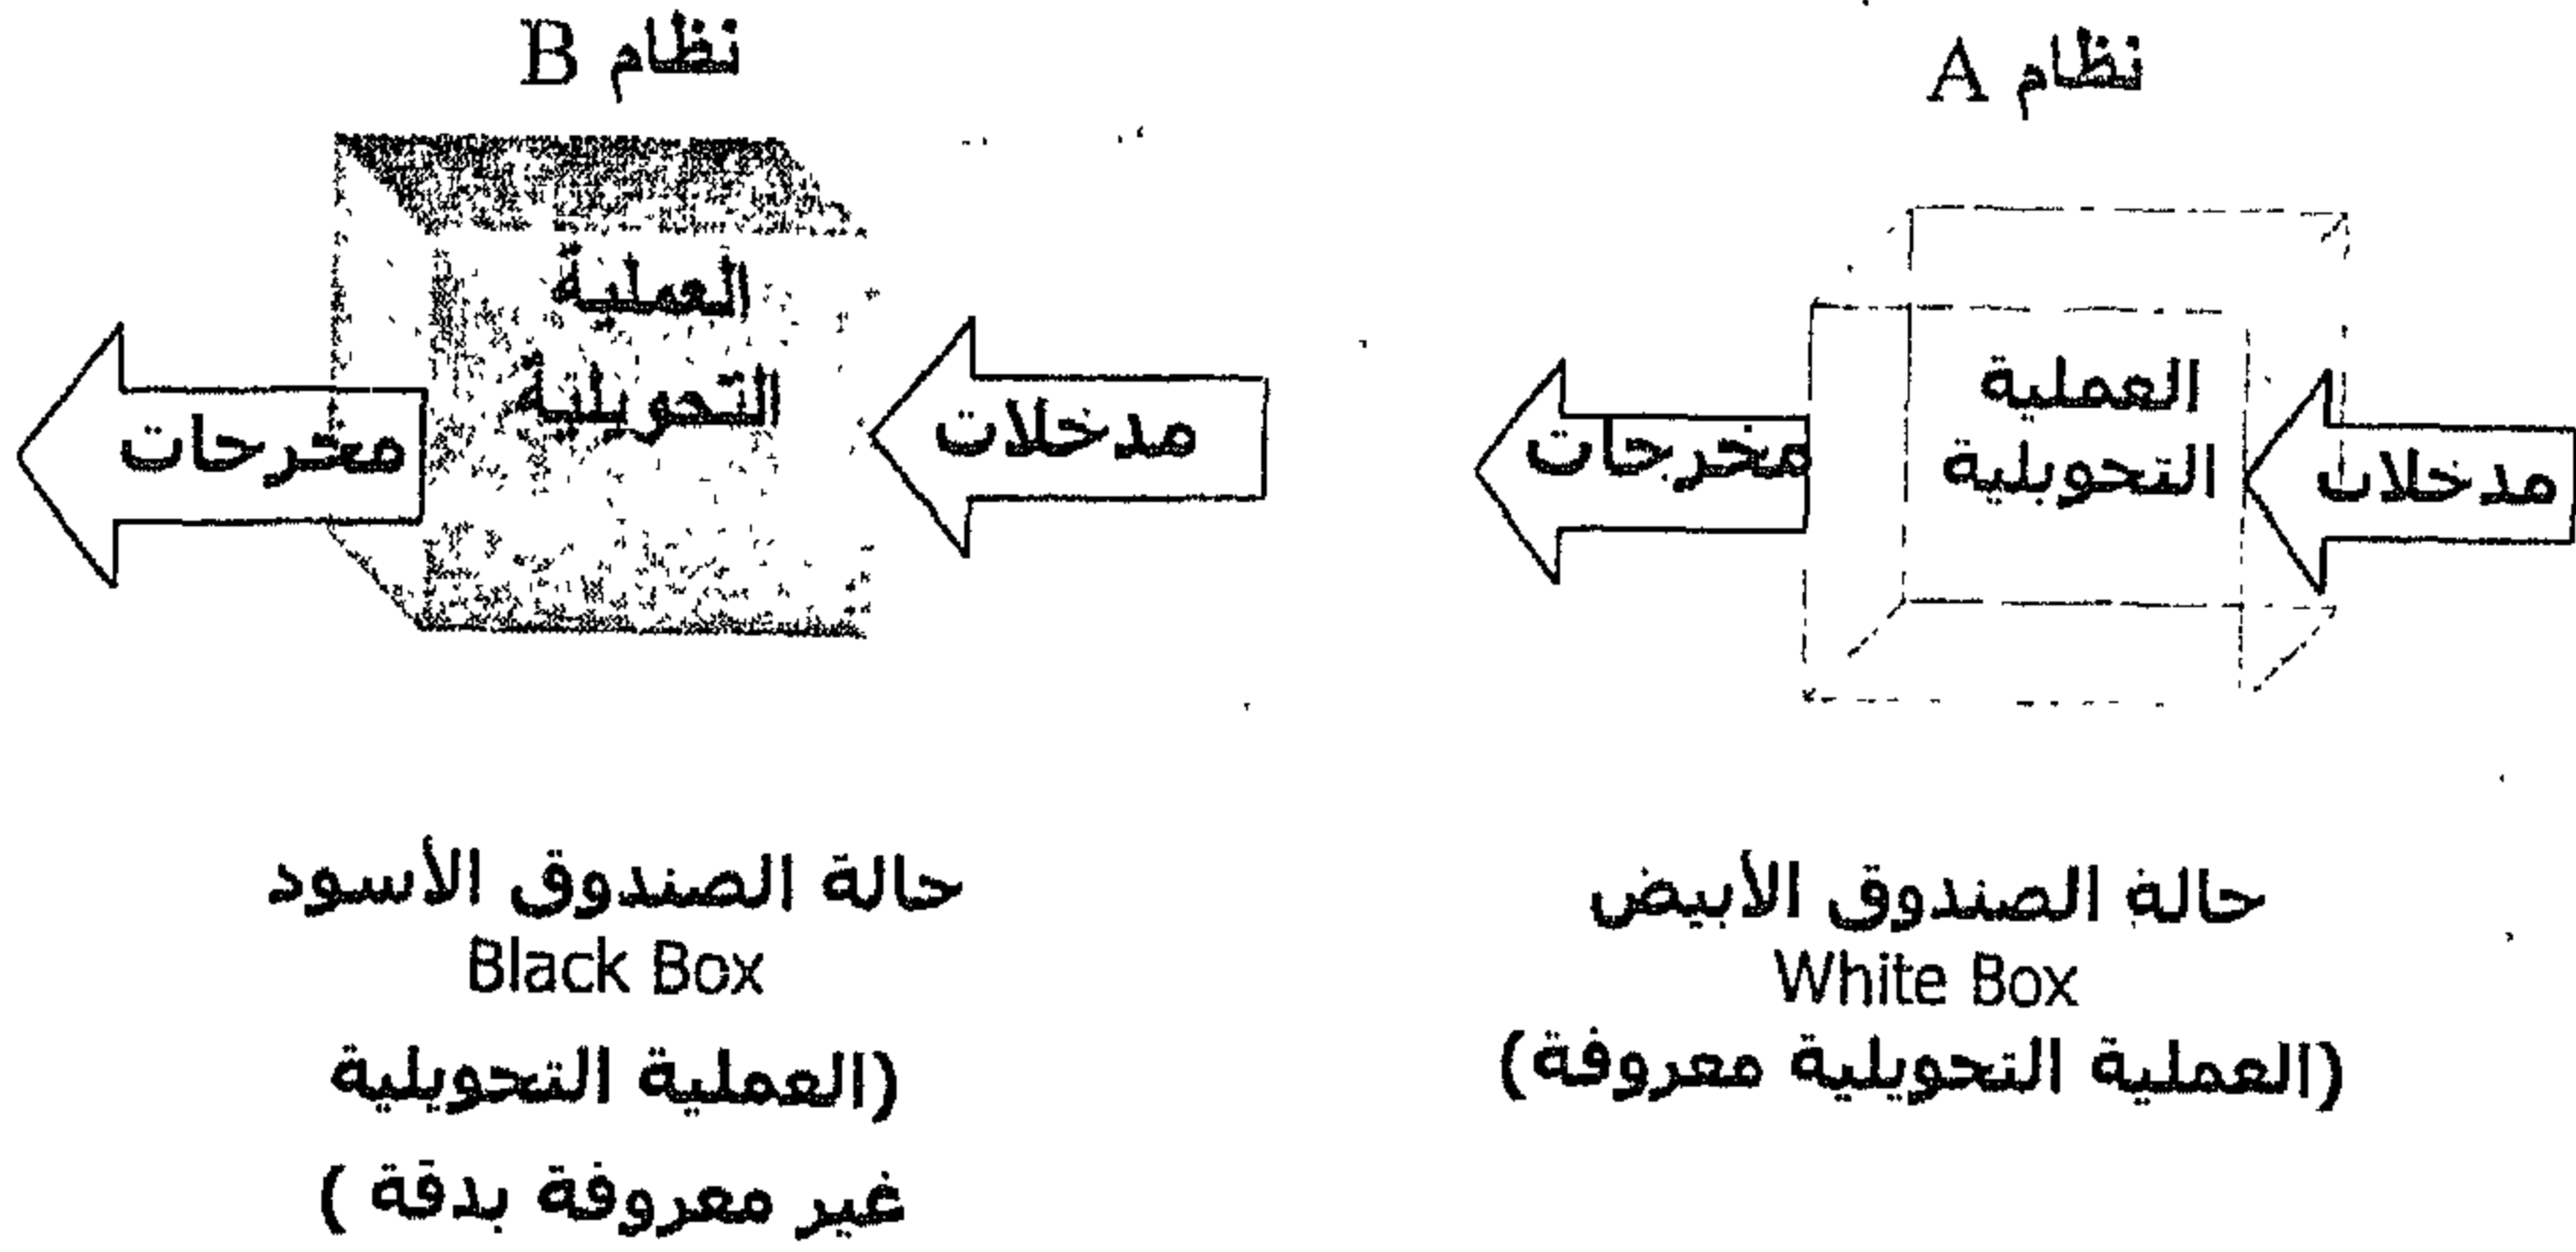 نظام A
مدخلات
العملية
التحويلية
مخرجات
حالة الصندوق الأبيض
White Box
(العملية التحويلية معروفة)
نظام B
مدخلات
العملية
التحويلية
مخرجات
حالة الصندوق الأسود
Black Box
(العملية التحويلية
غير معروفة بدقة )